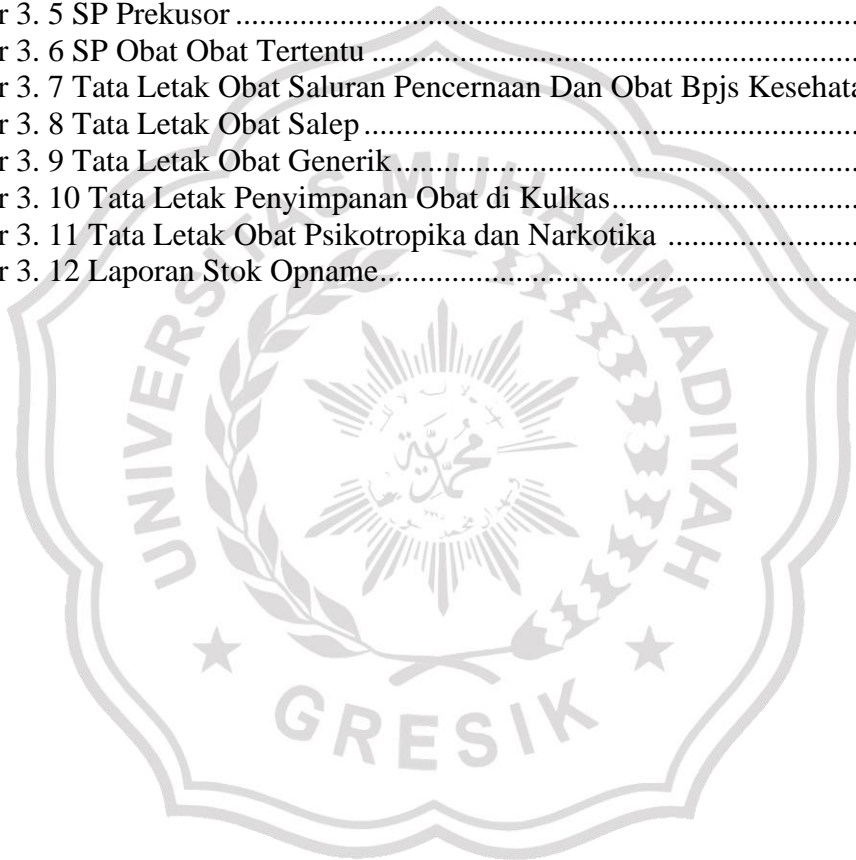 r 3. 5 SP Prekusor
r 3. 6 SP Obat Obat Tertentu
r 3. 7 Tata Letak Obat Saluran Pencernaan Dan Obat Bpjs Kesehata
r 3. 8 Tata Letak Obat Salep
r 3. 9 Tata Letak Obat Generik
r 3. 10 Tata Letak Penyimpanan Obat di Kulkas
r 3. 11 Tata Letak Obat Psikotropika dan Narkotika
r 3. 12 Laporan Stok Opname
UNIVERSITAS MUHAMMADIYAH
GRESIK